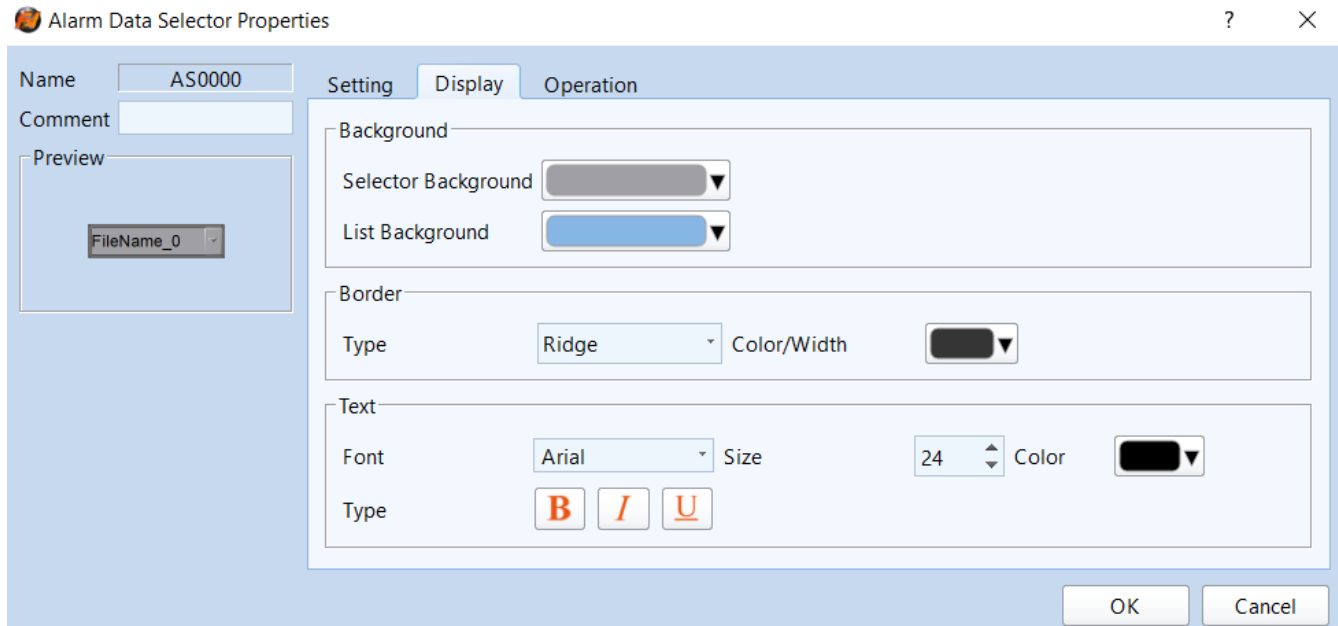 Alarm Data Selector Properties
?
Name AS0000
Comment
Preview
FileName_0
Setting Display Operation
Background
Selector Background
List Background
Border
Type Ridge Color/Width
Text
Font Arial Size 24 Color
Type B I U
OK Cancel